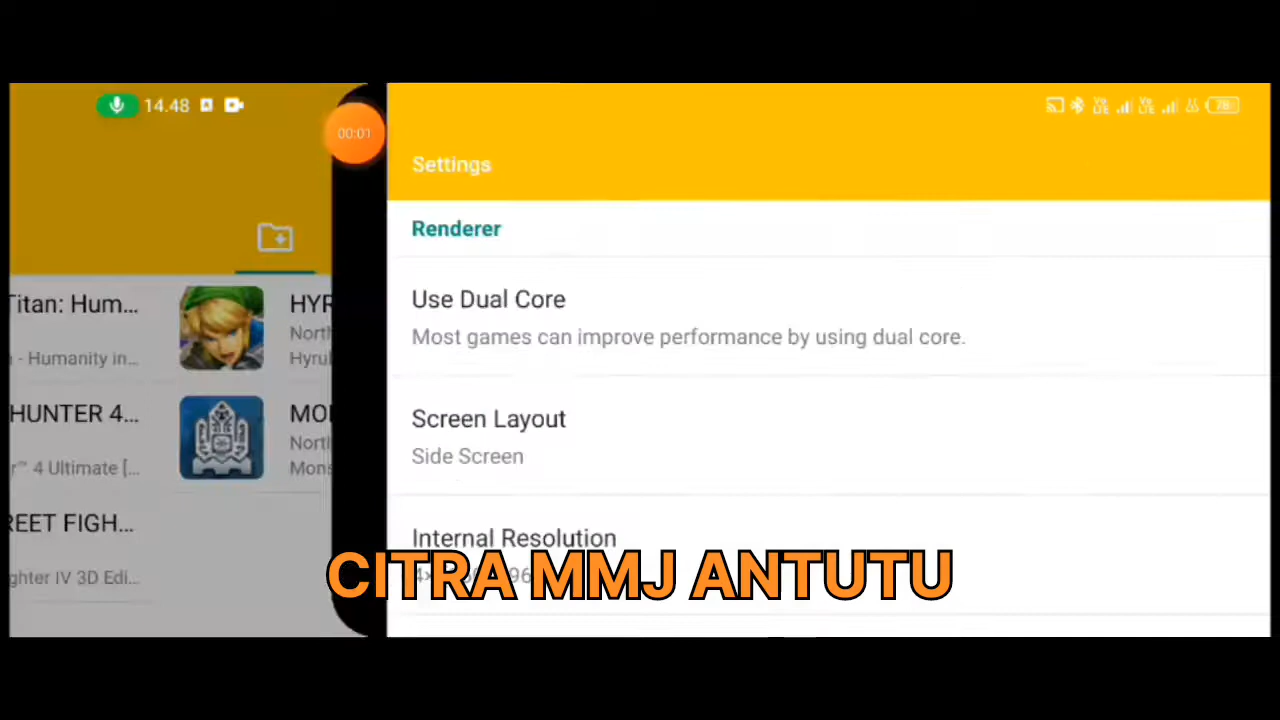 14.48
00:01
78
Settings
Renderer
Titan: Hum...
- Humanity in...
HYR
North
Hyrul
HUNTER 4...
r™ 4 Ultimate [...
MO
North
Mons
REET FIGH...
ghter IV 3D Edi...
Use Dual Core
Most games can improve performance by using dual core.
Screen Layout
Side Screen
Internal Resolution
CITRA MMJ ANTUTU